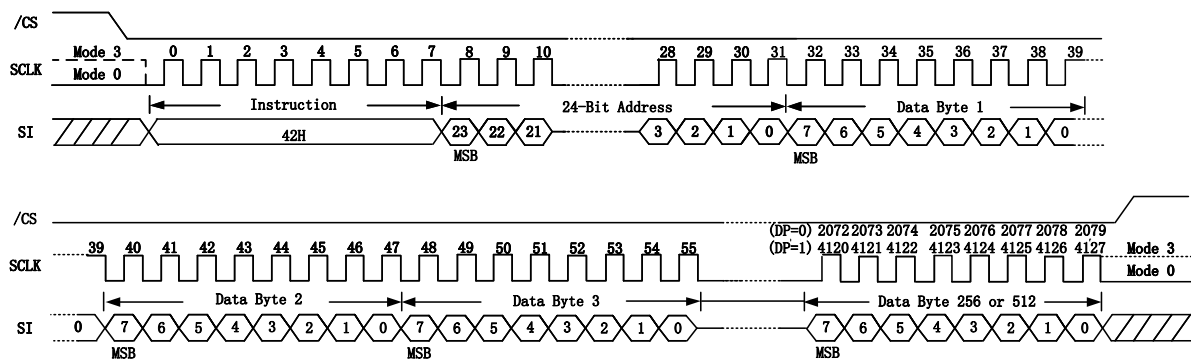 /CS
Mode 3 0 1 2 3 4 5 6 7 8 9 10 28 29 30 31 32 33 34 35 36 37 38 39
SCLK Mode 0
Instruction 24-Bit Address Data Byte 1
SI 42H 23 22 21 3 2 1 0 7 6 5 4 3 2 1 0
MSB MSB
/CS
(DP=0) 2072 2073 2074 2075 2076 2077 2078 2079
39 40 41 42 43 44 45 46 47 48 49 50 51 52 53 54 55 (DP=1) 4120 4121 4122 4123 4124 4125 4126 4127 Mode 3
SCLK Mode 0
Data Byte 2 Data Byte 3 Data Byte 256 or 512
SI 0 7 6 5 4 3 2 1 0 7 6 5 4 3 2 1 0 7 6 5 4 3 2 1 0
MSB MSB MSB